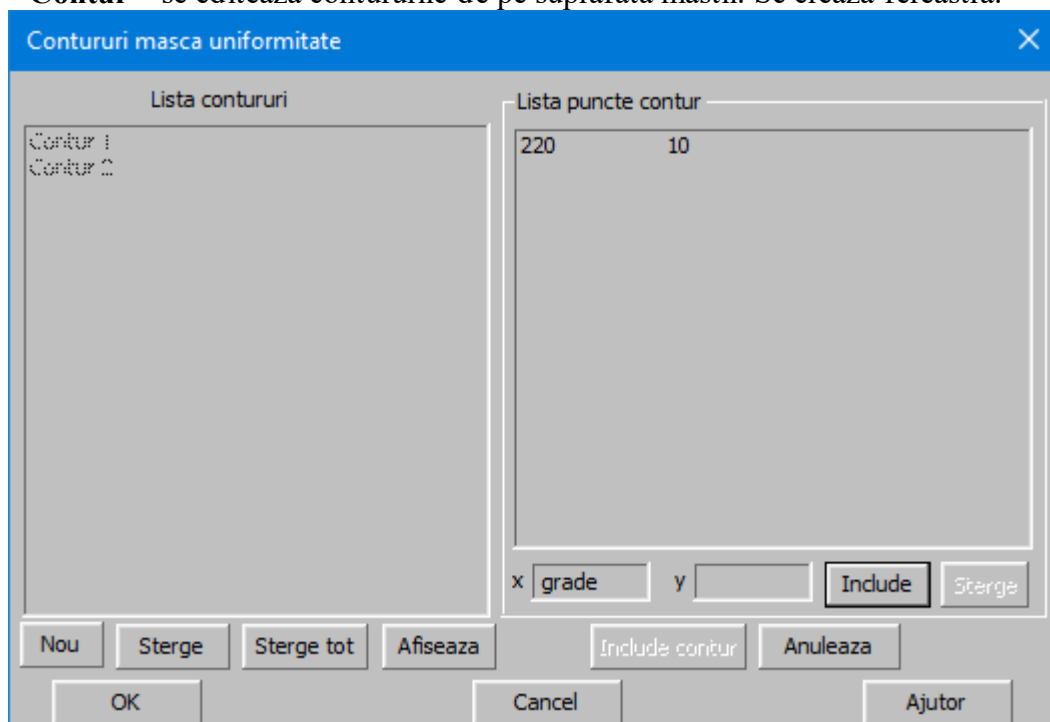 Contur – se editeaza contururile de pe suprafata mastii. Se creaza fereastra:
Contururi masca uniformitate
Lista contururi
Lista puncte contur
Contur 1
Contur 2
220 10
x grade y Include Sterge
Nou Sterge Sterge tot Afiseaza Include contur Anuleaza
OK Cancel Ajutor